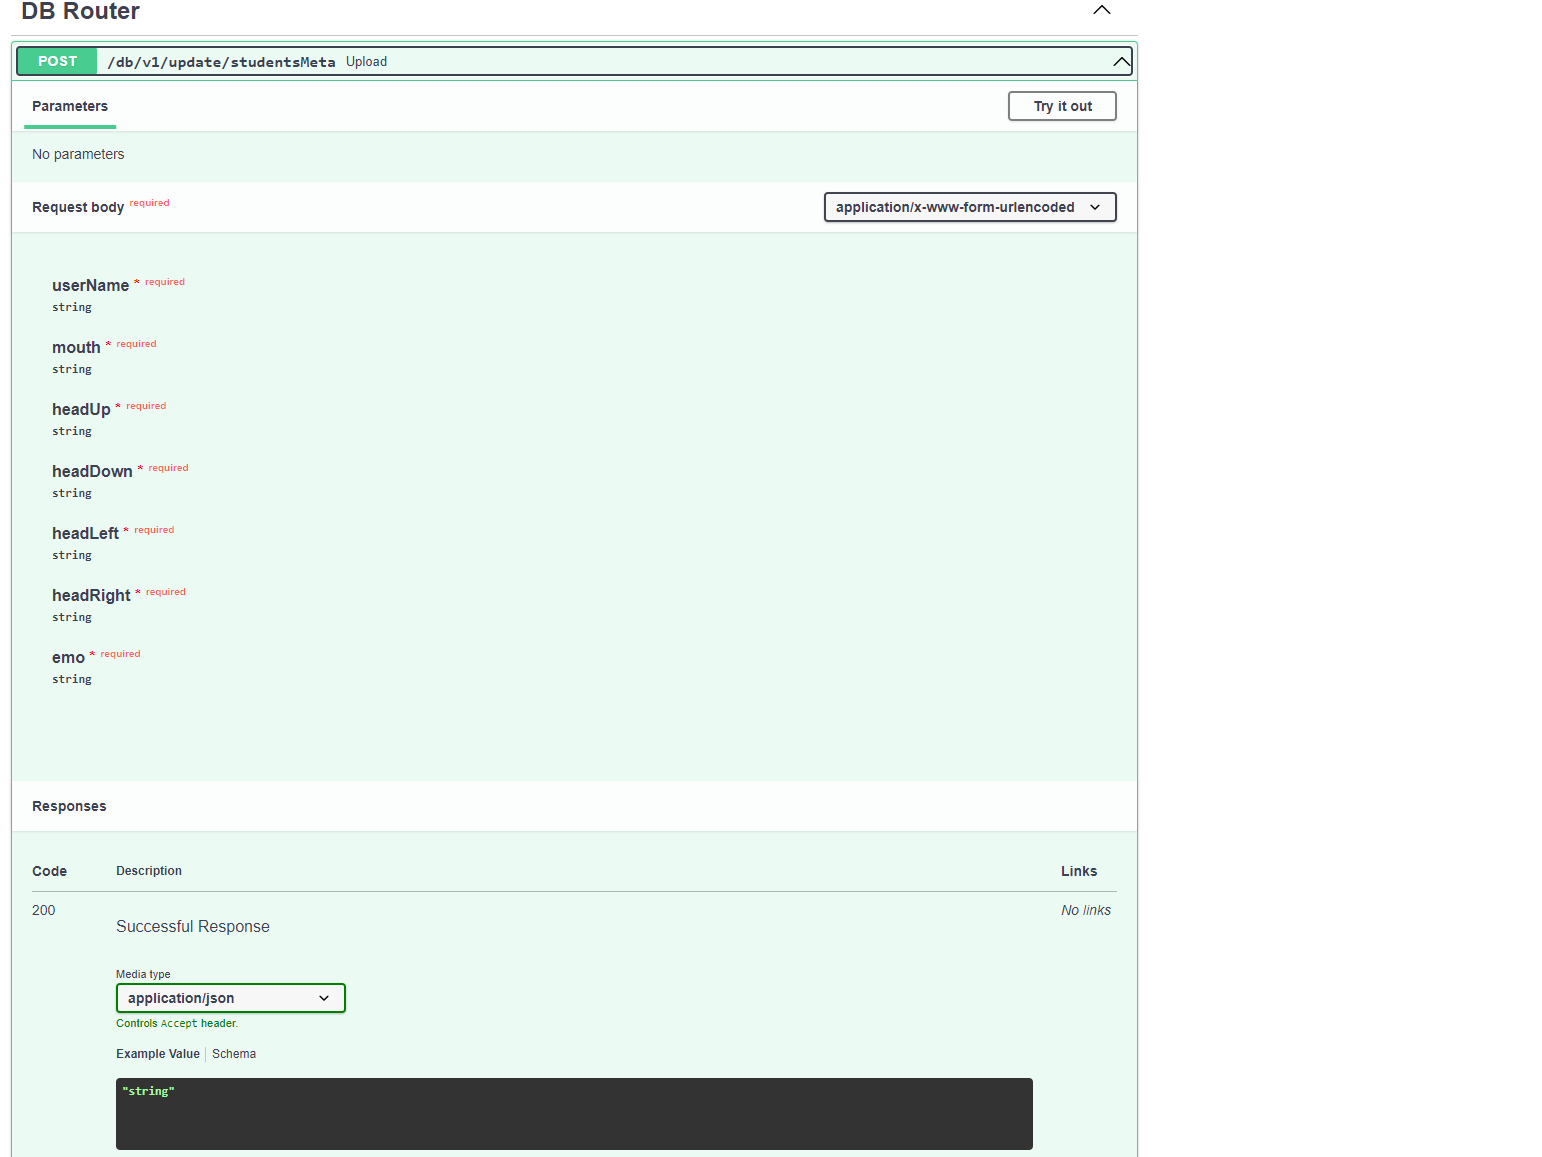 DB Router
POST /db/v1/update/studentsMeta Upload
Parameters
Try it out
No parameters
Request body required
application/x-www-form-urlencoded
userName * required
string
mouth * required
string
headUp * required
string
headDown * required
string
headLeft * required
string
headRight * required
string
emo * required
string
Responses
Code Description Links
200
Successful Response
No links
Media type
application/json
Controls Accept header.
Example Value Schema
"string"